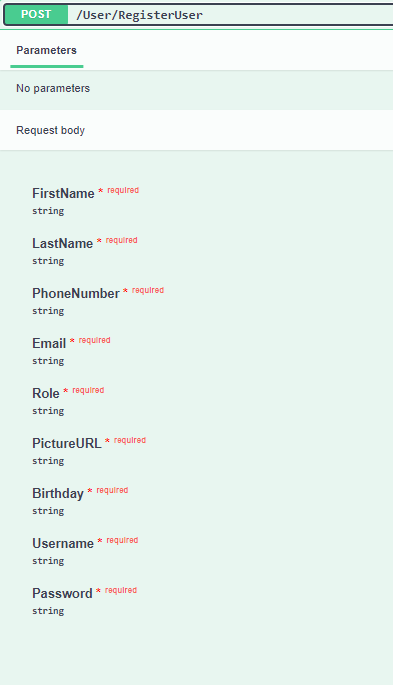 POST /User/RegisterUser
Parameters
No parameters
Request body
FirstName * required
string
LastName * required
string
PhoneNumber * required
string
Email * required
string
Role * required
string
PictureURL * required
string
Birthday * required
string
Username * required
string
Password * required
string